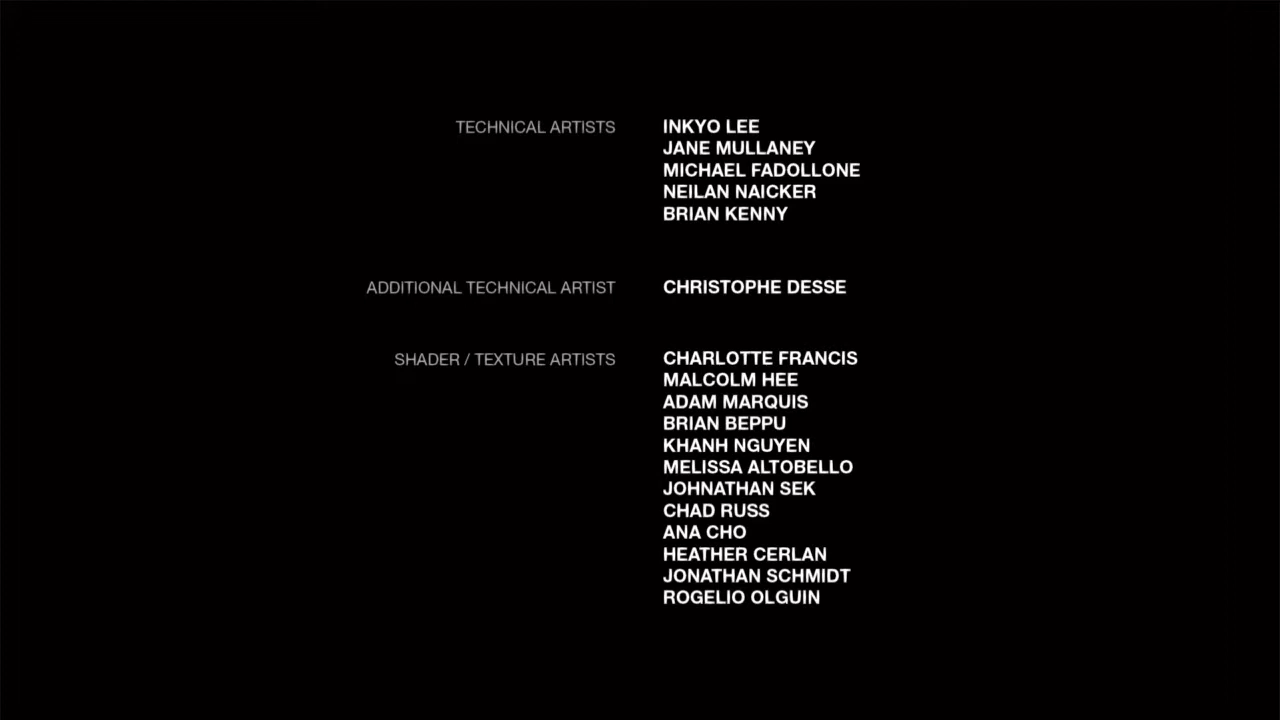 TECHNICAL ARTISTS INKYO LEE
JANE MULLANEY
MICHAEL FADOLLONE
NEILAN NAICKER
BRIAN KENNY
ADDITIONAL TECHNICAL ARTIST CHRISTOPHE DESSE
SHADER / TEXTURE ARTISTS CHARLOTTE FRANCIS
MALCOLM HEE
ADAM MARQUIS
BRIAN BEPPU
KHANH NGUYEN
MELISSA ALTOBELLO
JOHNATHAN SEK
CHAD RUSS
ANA CHO
HEATHER CERLAN
JONATHAN SCHMIDT
ROGELIO OLGUIN